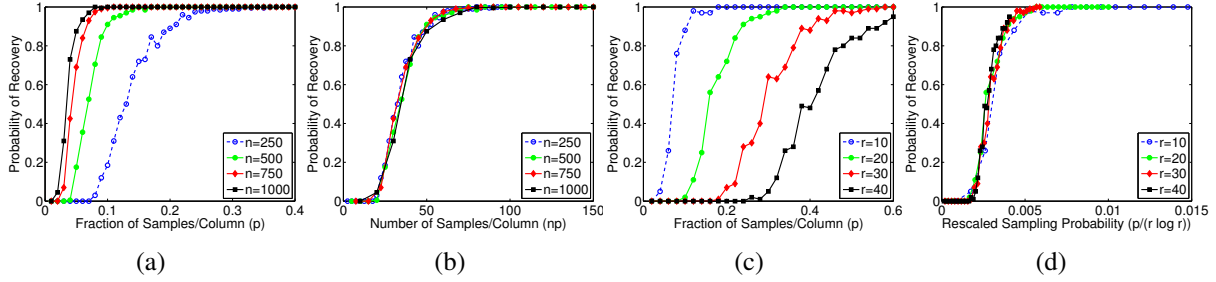 Probability of Recovery
1
0.8
0.6
0.4
0.2
0
0
0.1
0.2
0.3
0.4
Fraction of Samples/Column (p)
n=250
n=500
n=750
n=1000
(a)
Probability of Recovery
1
0.8
0.6
0.4
0.2
0
0
50
100
150
Number of Samples/Column (np)
n=250
n=500
n=750
n=1000
(b)
Probability of Recovery
1
0.8
0.6
0.4
0.2
0
0
0.2
0.4
0.6
Fraction of Samples/Column (p)
r=10
r=20
r=30
r=40
(c)
Probability of Recovery
1
0.8
0.6
0.4
0.2
0
0
0.005
0.01
0.015
Rescaled Sampling Probability (p/(r log r))
r=10
r=20
r=30
r=40
(d)